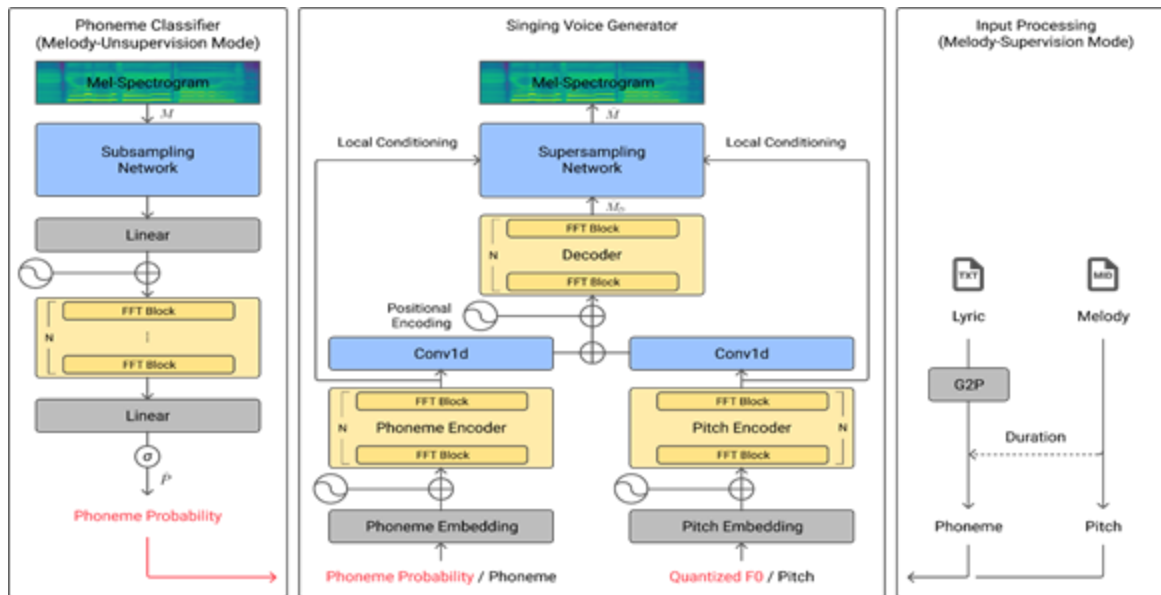 Phoneme Classifier
(Melody-Unsupervision Mode)
Mel-Spectrogram
M
Subsampling
Network
Linear
FFT Block
N
FFT Block
Linear
σ
P̂
Phoneme Probability
Singing Voice Generator
Mel-Spectrogram
M̂
Local Conditioning
Supersampling
Network
Local Conditioning
FFT Block
N
Decoder
FFT Block
Positional
Encoding
Conv1d
Conv1d
FFT Block
N
Phoneme Encoder
FFT Block
FFT Block
Pitch Encoder
N
FFT Block
Phoneme Embedding
Pitch Embedding
Phoneme Probability / Phoneme
Quantized F0 / Pitch
Input Processing
(Melody-Supervision Mode)
TXT
MID
Lyric
Melody
G2P
Duration
Phoneme
Pitch